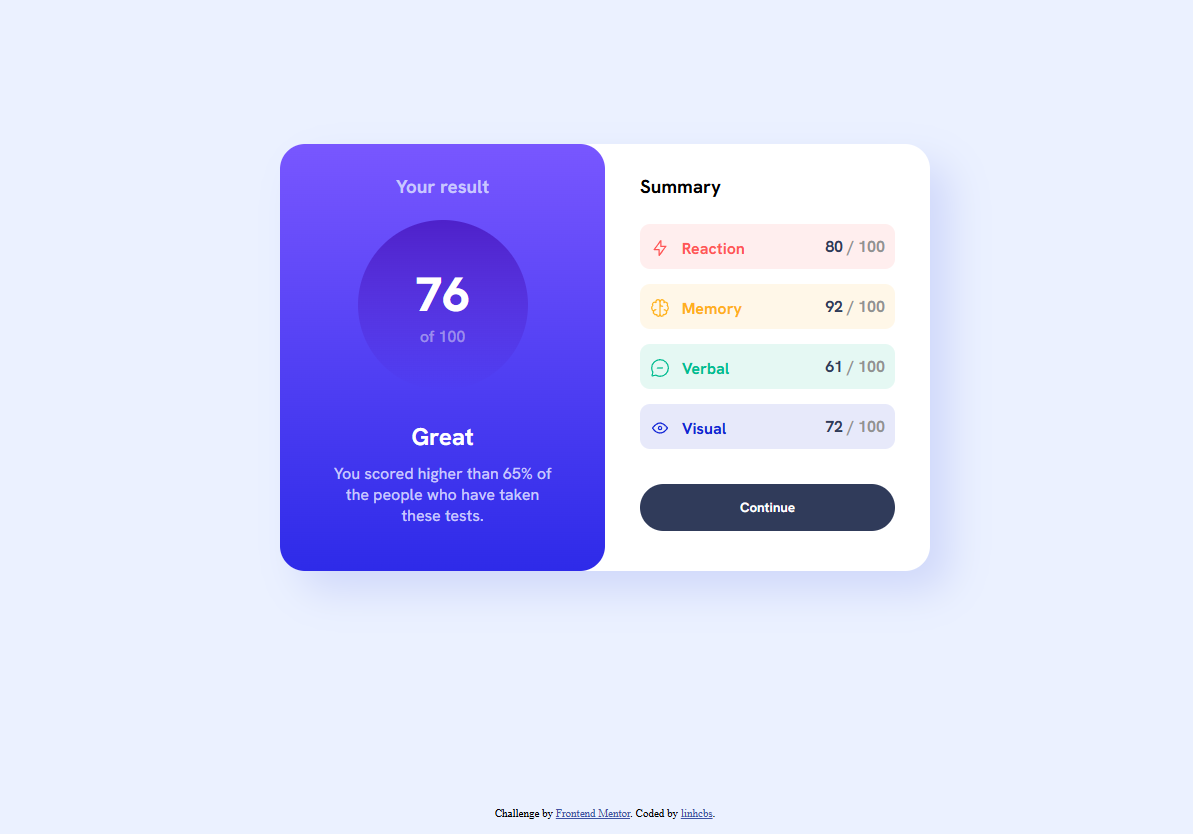 Your result
76
of 100
Great
You scored higher than 65% of
the people who have taken
these tests.
Summary
Reaction 80 / 100
Memory 92 / 100
Verbal 61 / 100
Visual 72 / 100
Continue
Challenge by Frontend Mentor. Coded by linhcbs.